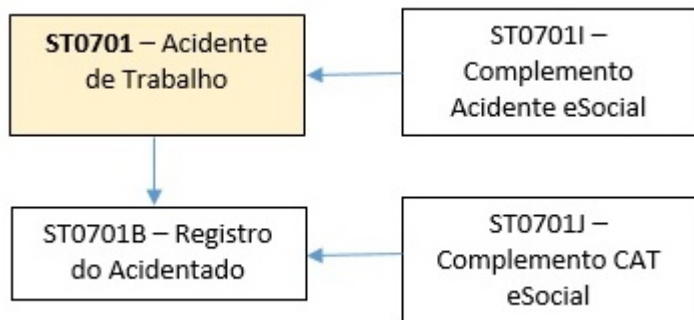 ST0701 – Acidente
de Trabalho
ST0701I –
Complemento
Acidente eSocial
ST0701B – Registro
do Acidentado
ST0701J –
Complemento CAT
eSocial